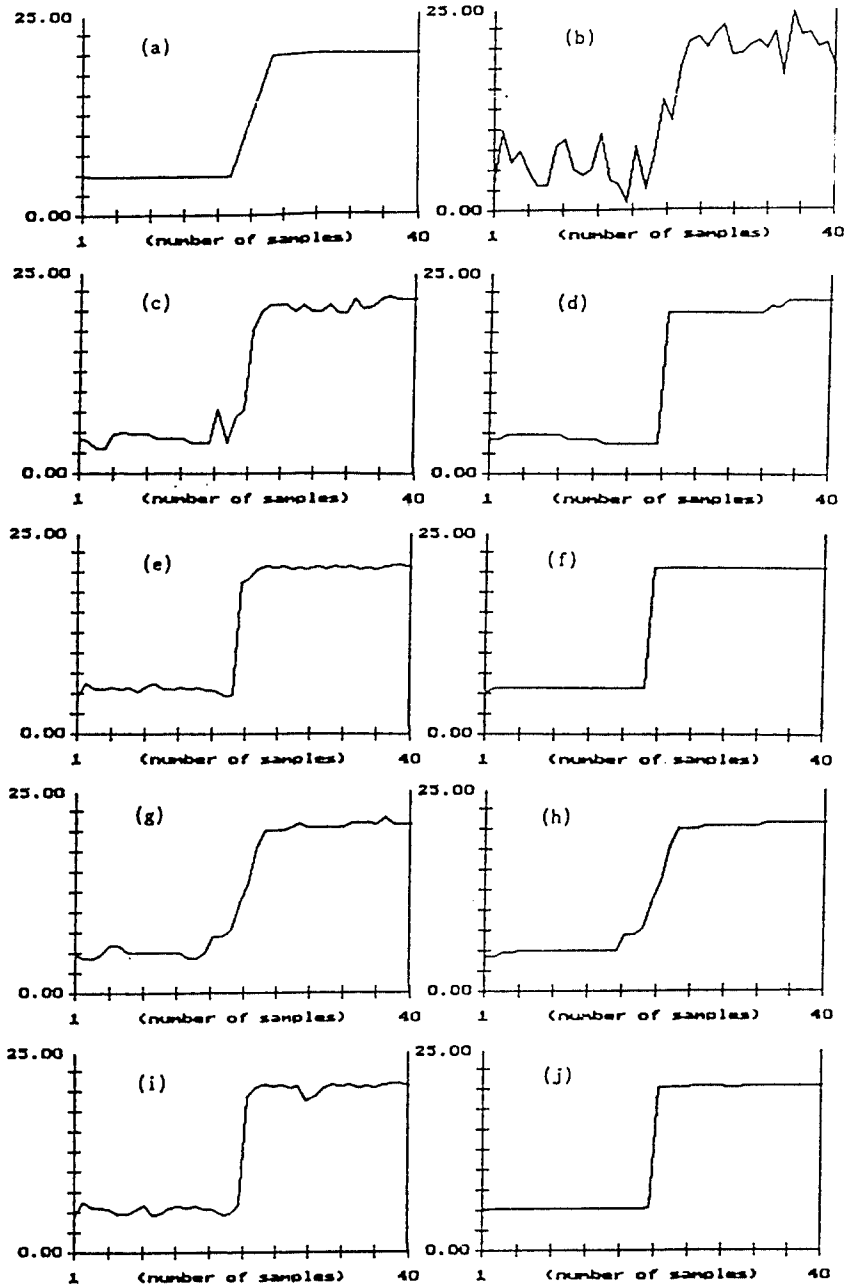 25.00
(a)
0.00
1 (number of samples) 40
25.00
(b)
0.00
1 (number of samples) 40
25.00
(c)
0.00
1 (number of samples) 40
25.00
(d)
0.00
1 (number of samples) 40
25.00
(e)
0.00
1 (number of samples) 40
25.00
(f)
0.00
1 (number of samples) 40
25.00
(g)
0.00
1 (number of samples) 40
25.00
(h)
0.00
1 (number of samples) 40
25.00
(i)
0.00
1 (number of samples) 40
25.00
(j)
0.00
1 (number of samples) 40